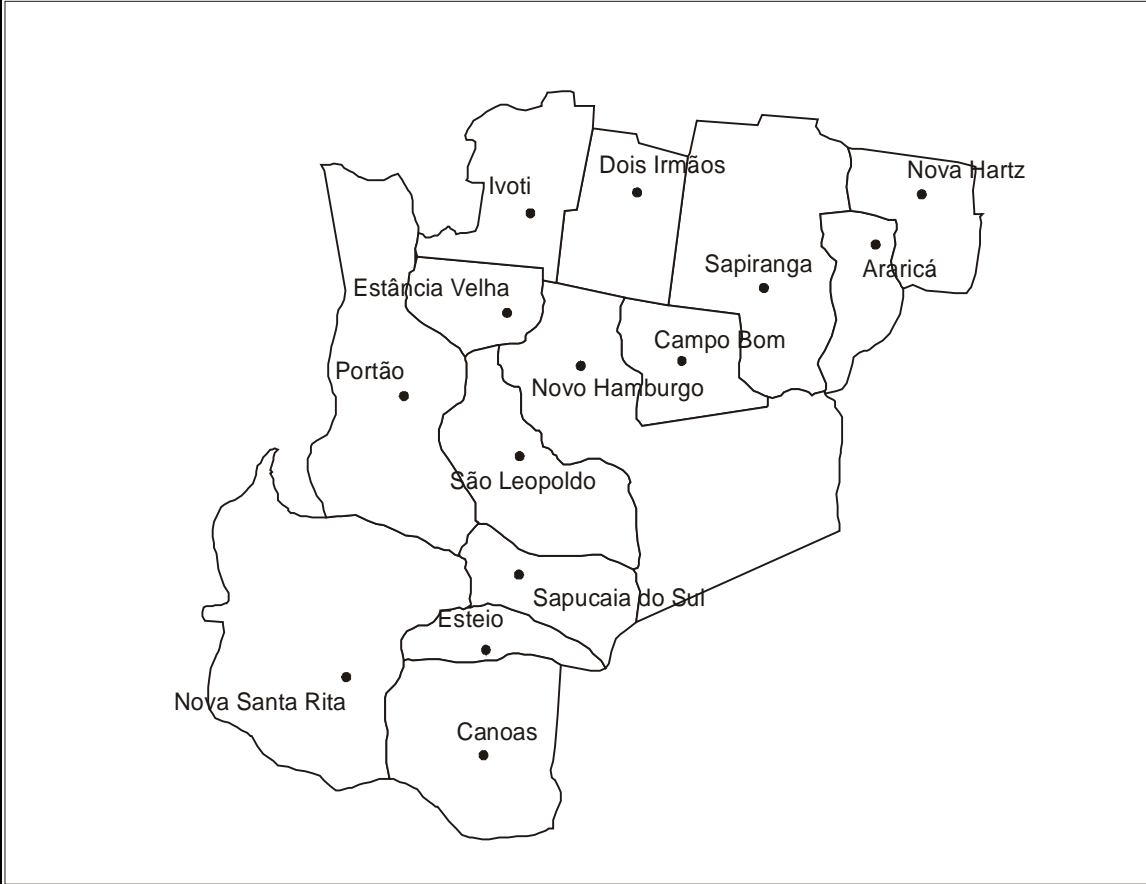 Dois Irmãos
Nova Hartz
Ivoti
Sapiranga
Araricá
Estância Velha
Campo Bom
Portão
Novo Hamburgo
São Leopoldo
Sapucaia do Sul
Esteio
Nova Santa Rita
Canoas